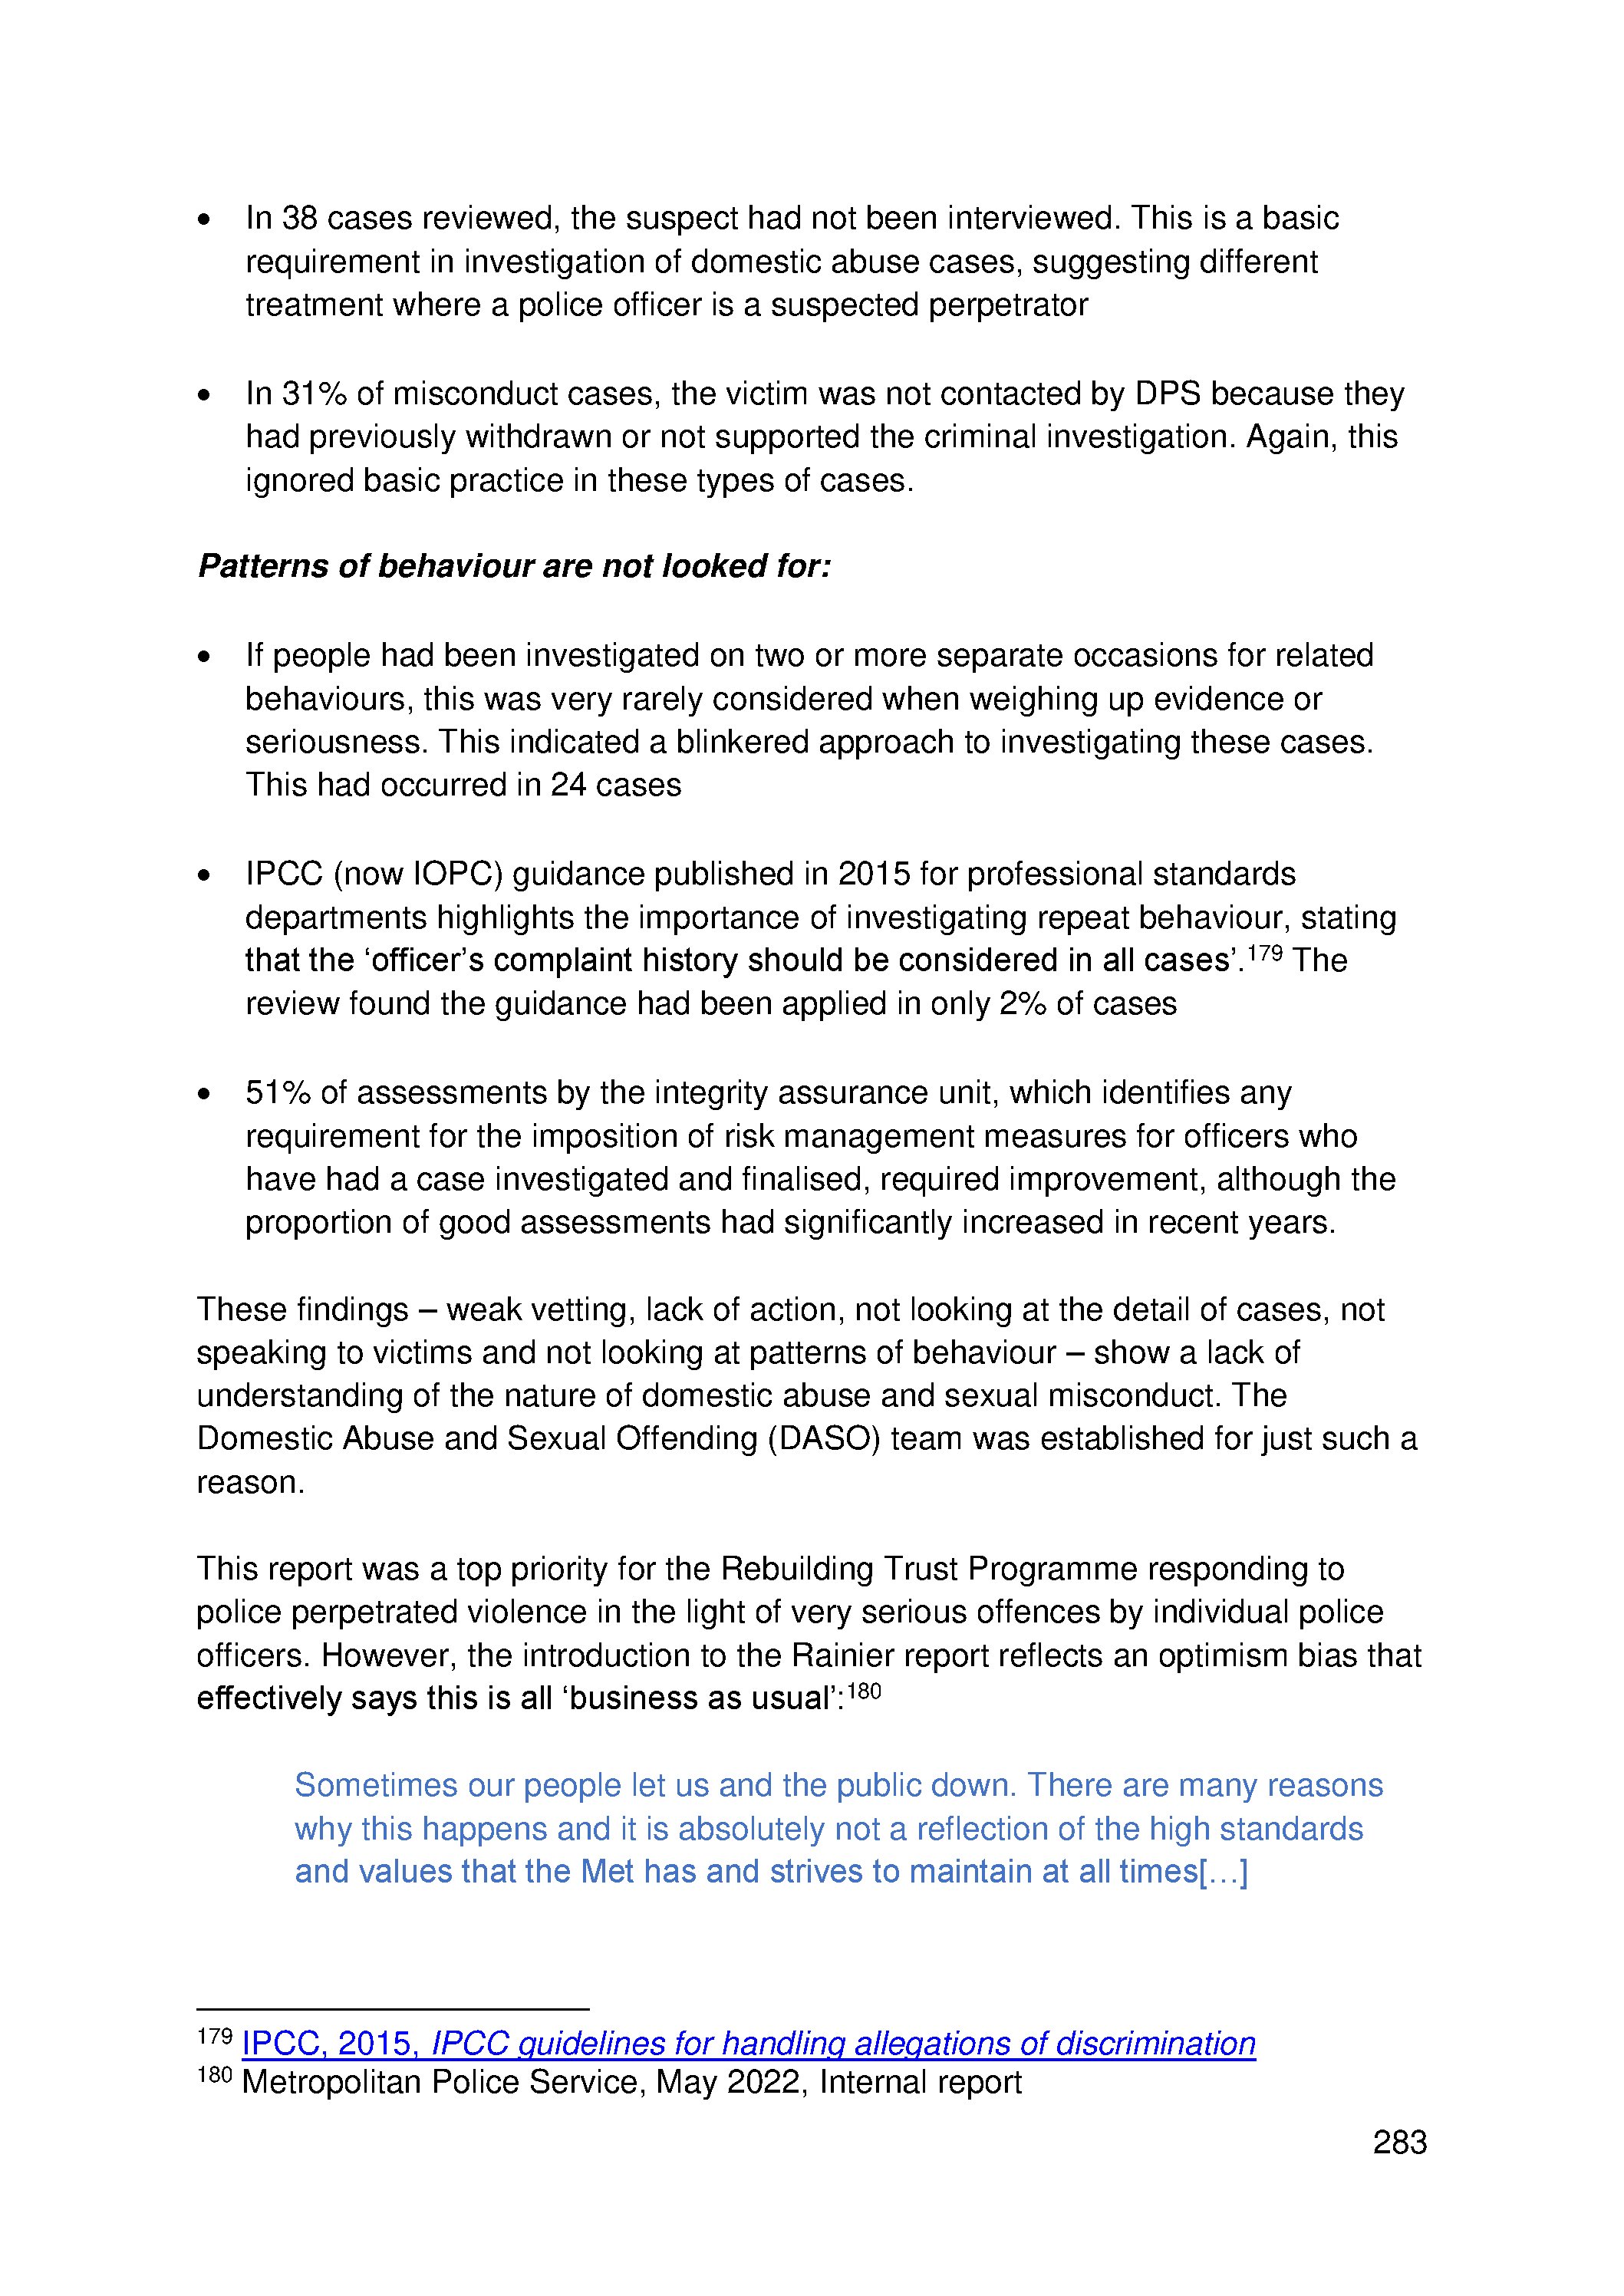 • In 38 cases reviewed, the suspect had not been interviewed. This is a basic
requirement in investigation of domestic abuse cases, suggesting different
treatment where a police officer is a suspected perpetrator
• In 31% of misconduct cases, the victim was not contacted by DPS because they
had previously withdrawn or not supported the criminal investigation. Again, this
ignored basic practice in these types of cases.
Patterns of behaviour are not looked for:
• If people had been investigated on two or more separate occasions for related
behaviours, this was very rarely considered when weighing up evidence or
seriousness. This indicated a blinkered approach to investigating these cases.
This had occurred in 24 cases
• IPCC (now IOPC) guidance published in 2015 for professional standards
departments highlights the importance of investigating repeat behaviour, stating
that the ‘officer’s complaint history should be considered in all cases’.179 The
review found the guidance had been applied in only 2% of cases
• 51% of assessments by the integrity assurance unit, which identifies any
requirement for the imposition of risk management measures for officers who
have had a case investigated and finalised, required improvement, although the
proportion of good assessments had significantly increased in recent years.
These findings – weak vetting, lack of action, not looking at the detail of cases, not
speaking to victims and not looking at patterns of behaviour – show a lack of
understanding of the nature of domestic abuse and sexual misconduct. The
Domestic Abuse and Sexual Offending (DASO) team was established for just such a
reason.
This report was a top priority for the Rebuilding Trust Programme responding to
police perpetrated violence in the light of very serious offences by individual police
officers. However, the introduction to the Rainier report reflects an optimism bias that
effectively says this is all ‘business as usual’:180
Sometimes our people let us and the public down. There are many reasons
why this happens and it is absolutely not a reflection of the high standards
and values that the Met has and strives to maintain at all times[…]
179 IPCC, 2015, IPCC guidelines for handling allegations of discrimination
180 Metropolitan Police Service, May 2022, Internal report
283